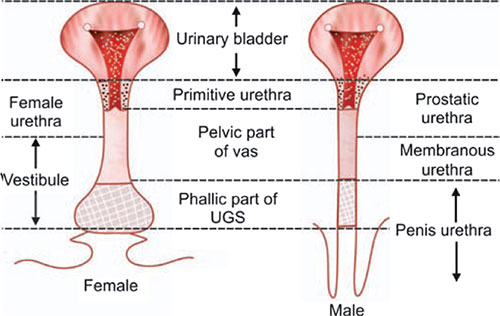 Urinary bladder
Female
urethra
Primitive urethra
Prostatic
urethra
Pelvic part
of vas
Membranous
urethra
Vestibule
Phallic part of
UGS
Penis urethra
Female
Male